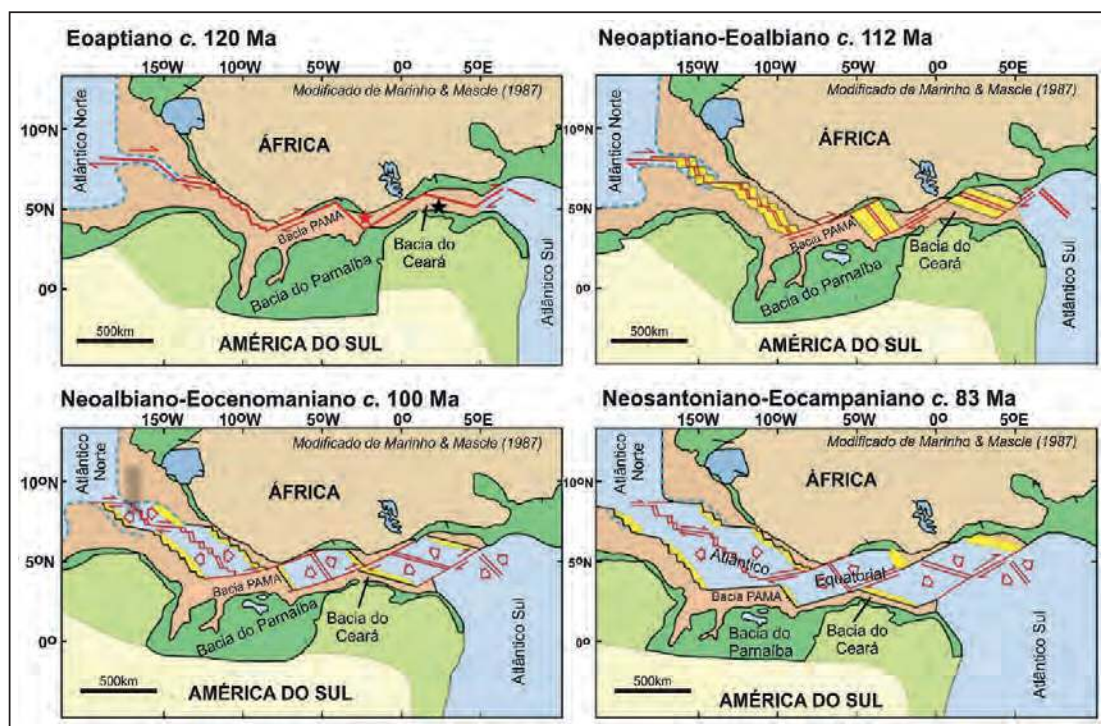 Eoaptiano c. 120 Ma
15OW
10OW
5OW
0O
5OE
Modificado de Marinho & Mascle (1987)
Atlântico Norte
10ON
ÁFRICA
5ON
Bacia PAMA
Bacia do
Ceará
Bacia do Parnaíba
0O
Atlântico Sul
500km
AMÉRICA DO SUL
Neoaptiano-Eoalbiano c. 112 Ma
15OW
10OW
5OW
0O
5OE
Modificado de Marinho & Mascle (1987)
Atlântico Norte
10ON
ÁFRICA
5ON
Bacia PAMA
Bacia do
Ceará
Bacia do Parnaíba
0O
Atlântico Sul
500km
AMÉRICA DO SUL
Neoalbiano-Eocenomaniano c. 100 Ma
15OW
10OW
5OW
0O
5OE
Modificado de Marinho & Mascle (1987)
Atlântico
Norte
10ON
ÁFRICA
5ON
Bacia PAMA
Bacia do
Ceará
Bacia do Parnaíba
0O
Atlântico Sul
500km
AMÉRICA DO SUL
Neosantoniano-Eocampaniano c. 83 Ma
15OW
10OW
5OW
0O
5OE
Modificado de Marinho & Mascle (1987)
Atlântico
Norte
10ON
ÁFRICA
5ON
Atlântico
Equatorial
Bacia PAMA
Bacia do
Ceará
Bacia do
Parnaíba
0O
Atlântico Sul
500km
AMÉRICA DO SUL